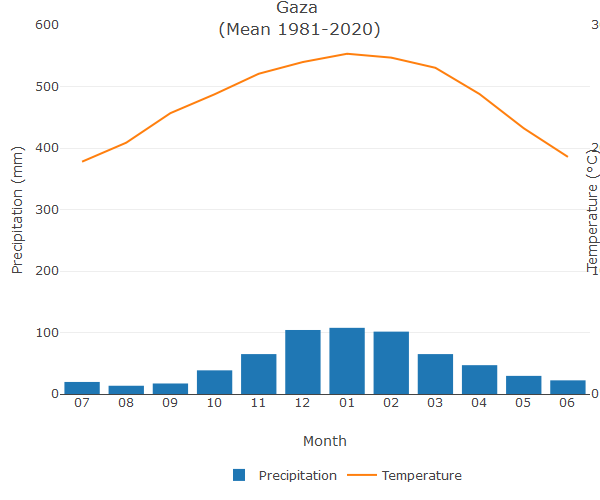 Gaza
(Mean 1981-2020)
600
500
400
300
200
100
0
Precipitation (mm)
3
2
1
0
Temperature (°C)
07 08 09 10 11 12 01 02 03 04 05 06
Month
Precipitation Temperature